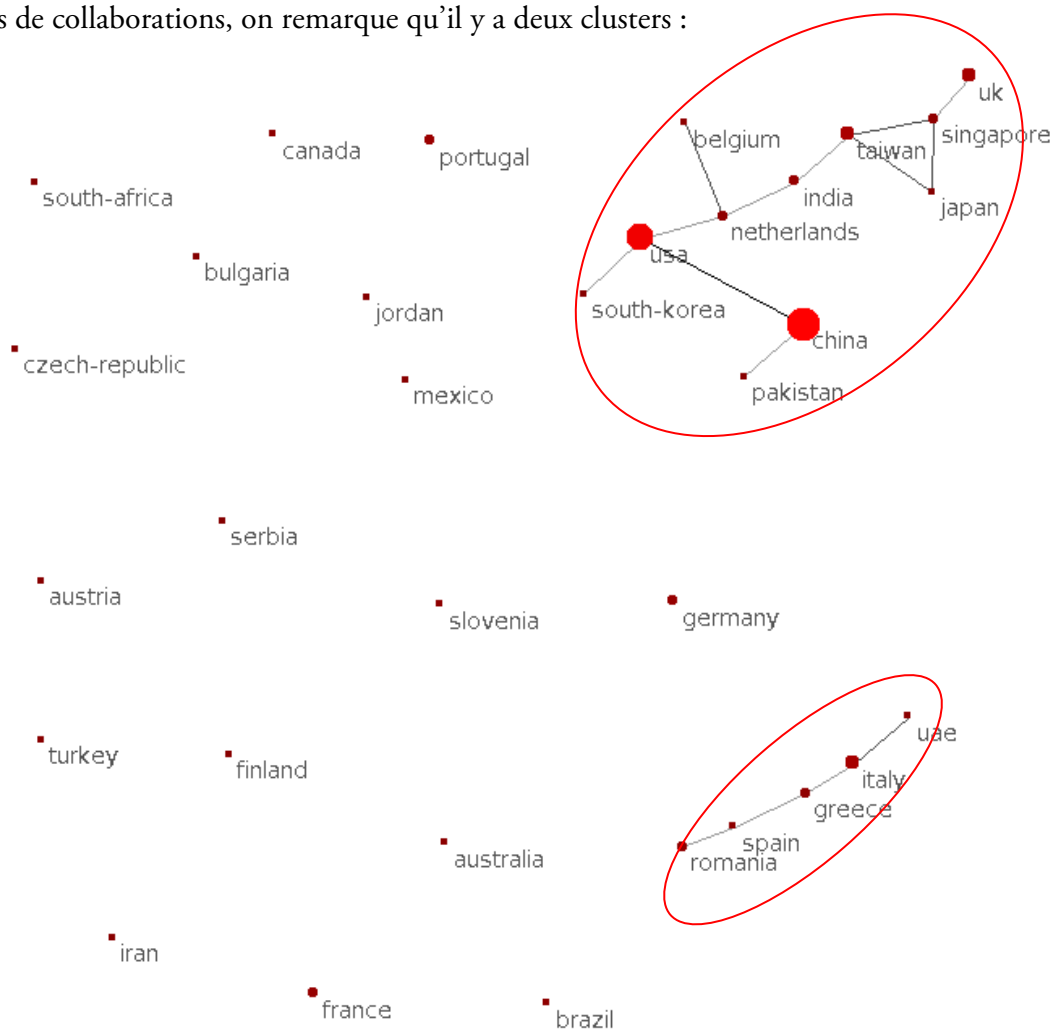 s de collaborations, on remarque qu'il y a deux clusters :
uk
belgium
singapore
canada
taiwan
portugal
south-africa
india
japan
netherlands
usa
bulgaria
south-korea
jordan
china
czech-republic
pakistan
mexico
serbia
austria
slovenia
germany
uae
turkey
finland
italy
greece
spain
australia
romania
iran
france
brazil